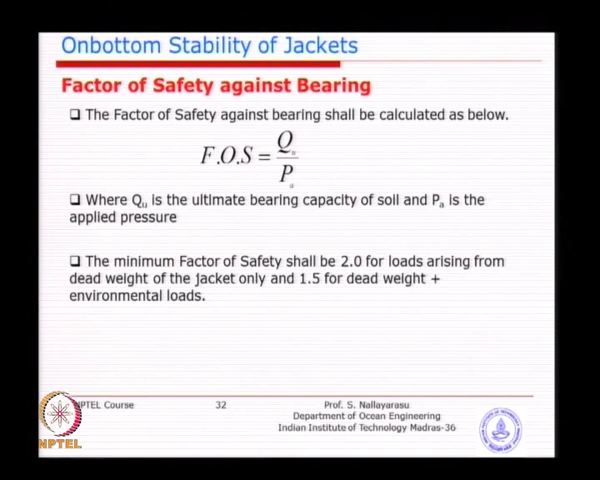 Onbottom Stability of Jackets
Factor of Safety against Bearing
❑ The Factor of Safety against bearing shall be calculated as below.
F.O.S = Qu / Pa
❑ Where Qu is the ultimate bearing capacity of soil and Pa is the
applied pressure
❑ The minimum Factor of Safety shall be 2.0 for loads arising from
dead weight of the jacket only and 1.5 for dead weight +
environmental loads.
NPTEL Course 32 Prof. S. Nallayarasu
Department of Ocean Engineering
Indian Institute of Technology Madras-36
NPTEL